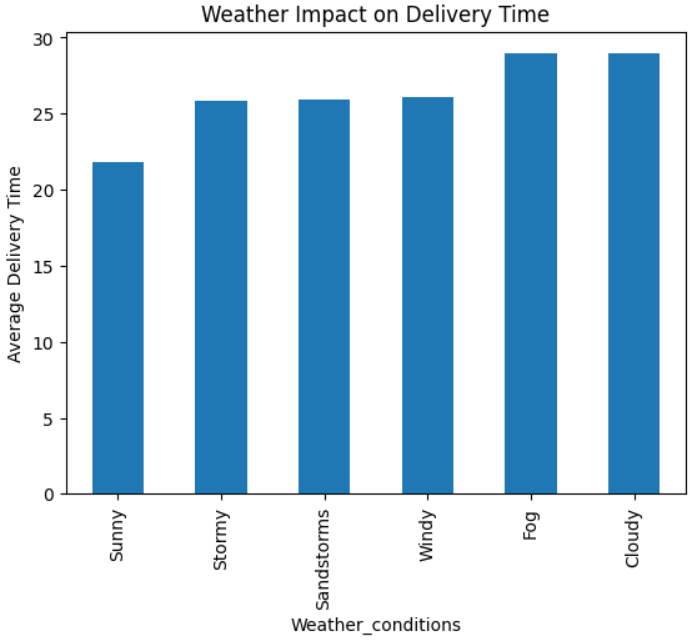 Weather Impact on Delivery Time
Average Delivery Time
30
25
20
15
10
5
0
Sunny
Stormy
Sandstorms
Windy
Fog
Cloudy
Weather_conditions